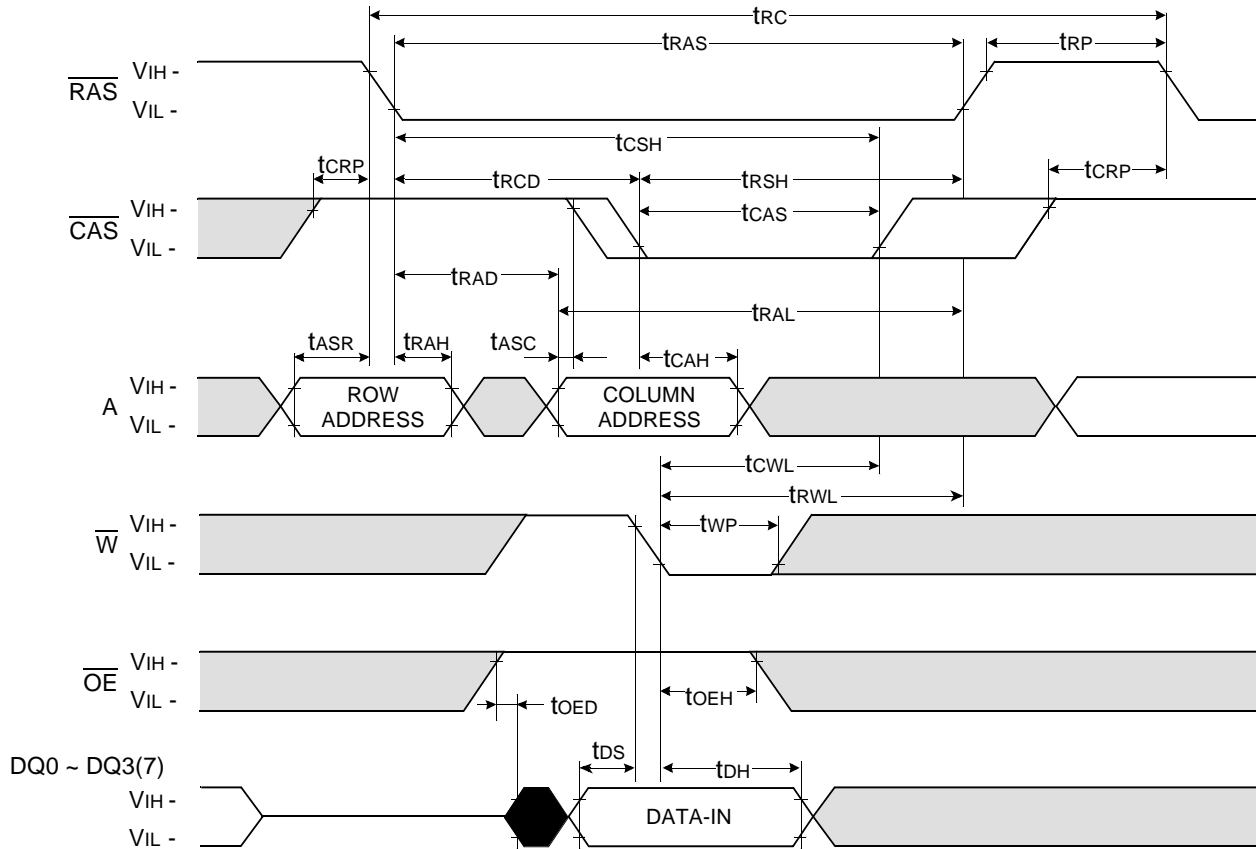 tRC
tRAS
tRP
RAS
VIH -
VIL -
tCSH
tCRP
tRCD
tRSH
tCRP
CAS
VIH -
VIL -
tCAS
tRAD
tRAL
tASR
tRAH
tASC
tCAH
A
VIH -
VIL -
ROW
ADDRESS
COLUMN
ADDRESS
tCWL
tRWL
W
VIH -
VIL -
tWP
OE
VIH -
VIL -
tOED
tOEH
DQ0 ~ DQ3(7)
tDS
tDH
VIH -
VIL -
DATA-IN